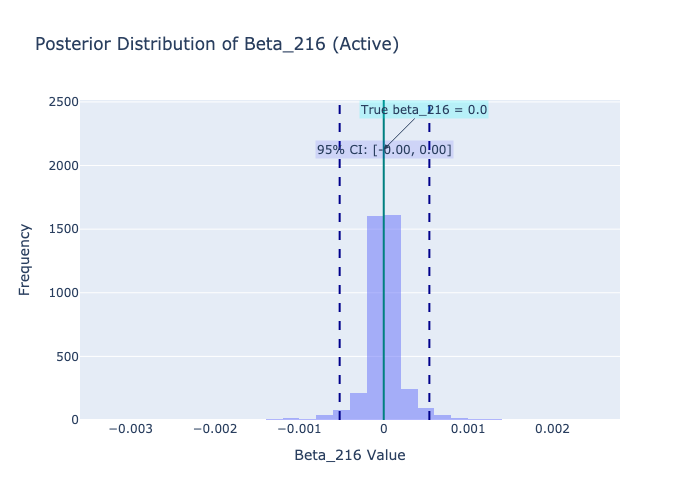 Posterior Distribution of Beta_216 (Active)
2500
2000
1500
1000
500
0
Frequency
True beta_216 = 0.0
95% CI: [-0.00, 0.00]
−0.003
−0.002
−0.001
0
0.001
0.002
Beta_216 Value